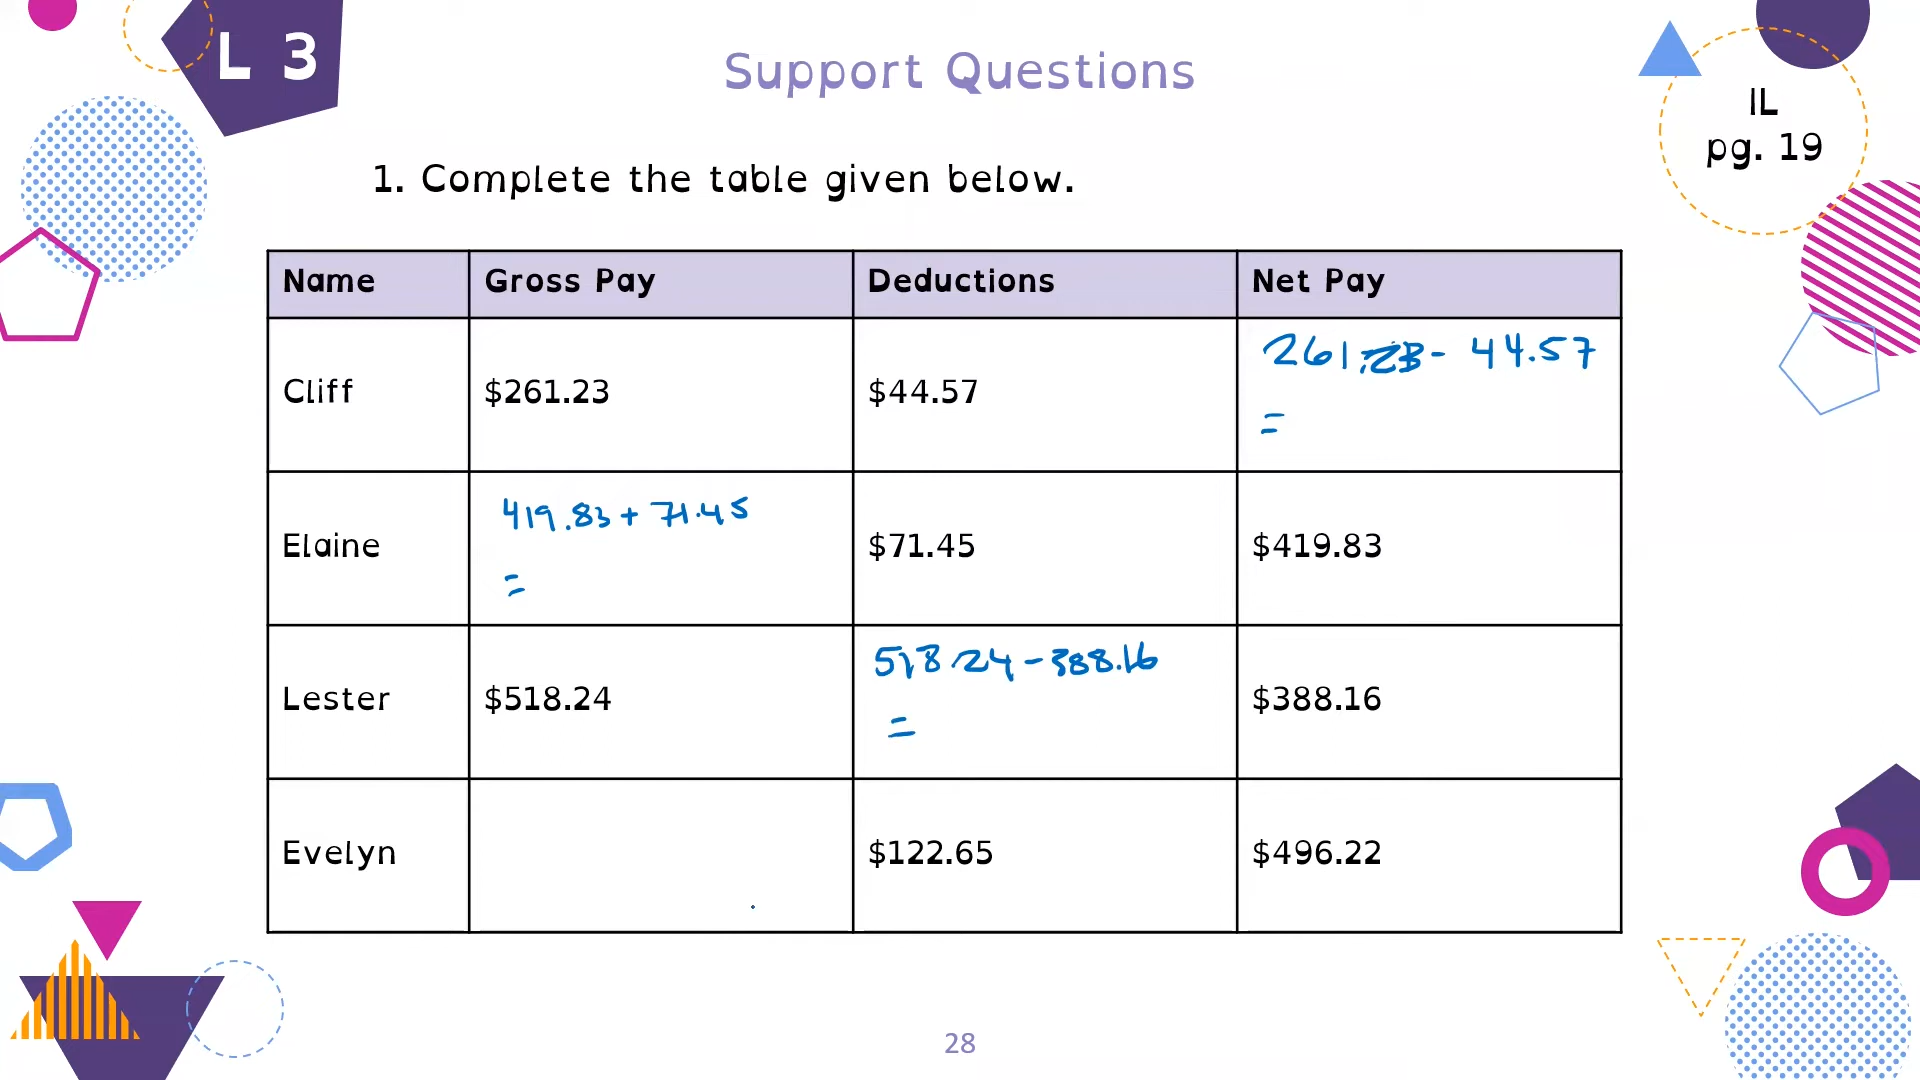 L 3
Support Questions
IL
pg. 19
1. Complete the table given below.
Name Gross Pay Deductions Net Pay
Cliff $261.23 $44.57 261.23 - 44.57
=
Elaine 419.83 + 71.45 $71.45 $419.83
=
Lester $518.24 518.24 - 388.16 $388.16
=
Evelyn $122.65 $496.22
28